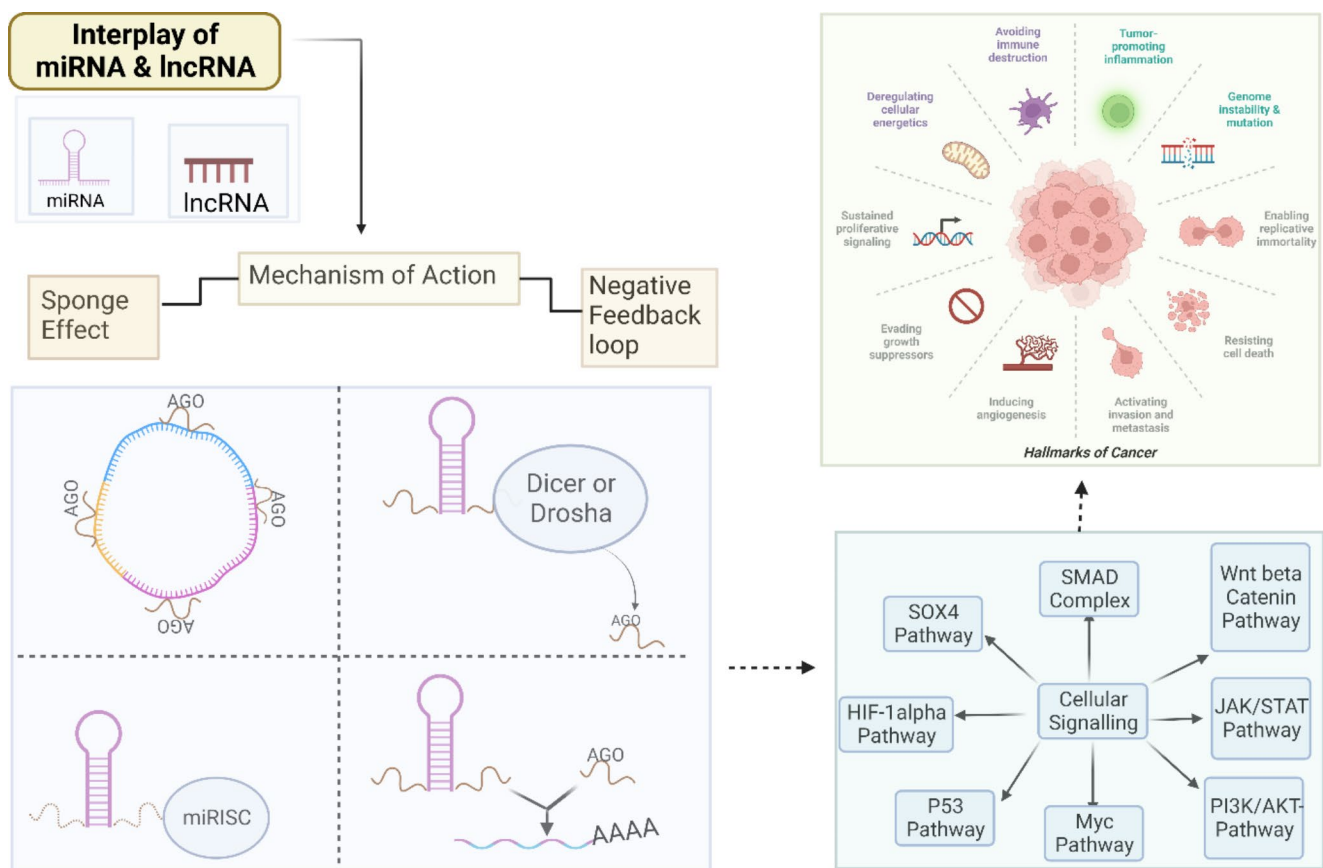 Interplay of
miRNA & lncRNA
miRNA
lncRNA
Mechanism of Action
Sponge
Effect
Negative
Feedback
loop
AGO
AGO
AGO
AGO
Dicer or
Drosha
AGO
miRISC
AGO
AAAA
Avoiding
immune
destruction
Tumor-
promoting
inflammation
Deregulating
cellular
energetics
Genome
instability &
mutation
Sustained
proliferative
signaling
Enabling
replicative
immortality
Evading
growth
suppressors
Resisting
cell death
Inducing
angiogenesis
Activating
invasion and
metastasis
Hallmarks of Cancer
SOX4
Pathway
SMAD
Complex
Wnt beta
Catenin
Pathway
HIF-1alpha
Pathway
Cellular
Signalling
JAK/STAT
Pathway
P53
Pathway
Myc
Pathway
PI3K/AKT-
Pathway